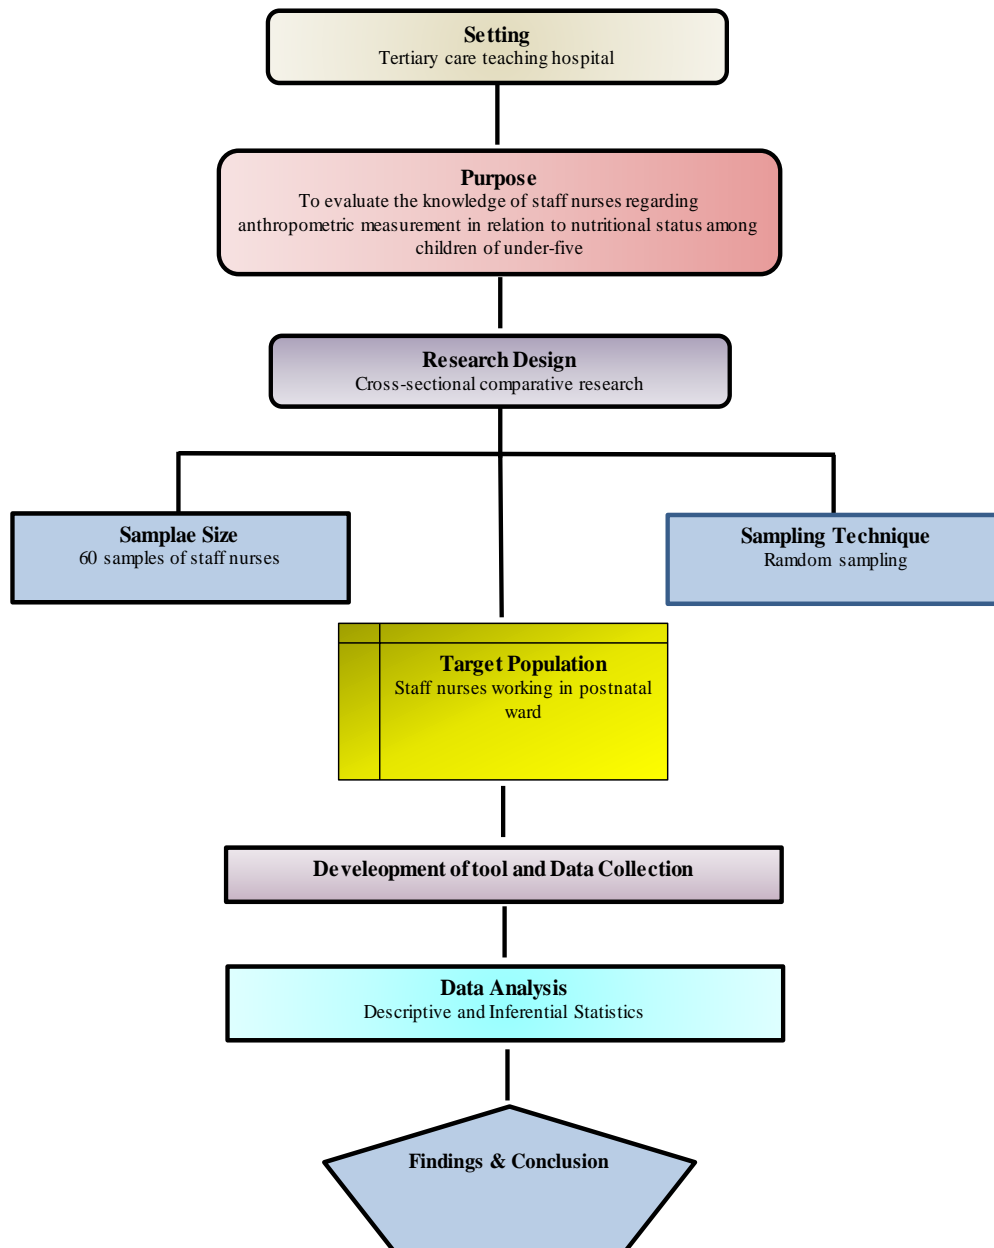 Setting
Tertiary care teaching hospital
Purpose
To evaluate the knowledge of staff nurses regarding
anthropometric measurement in relation to nutritional status among
children of under-five
Research Design
Cross-sectional comparative research
Samplae Size
60 samples of staff nurses
Sampling Technique
Ramdom sampling
Target Population
Staff nurses working in postnatal
ward
Develeopment of tool and Data Collection
Data Analysis
Descriptive and Inferential Statistics
Findings & Conclusion